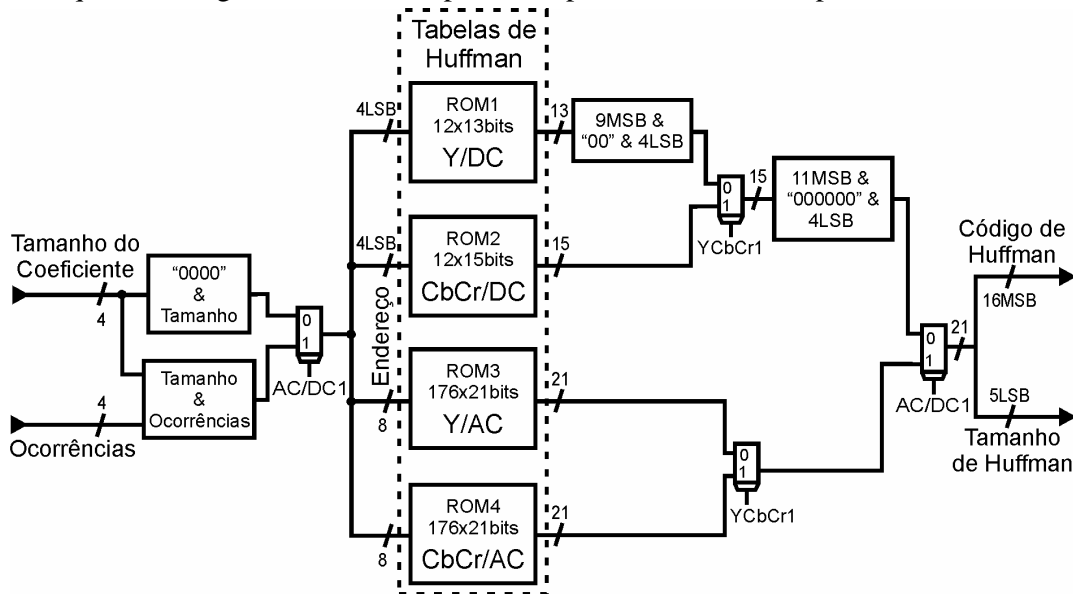 Tabelas de
Huffman
ROM1
12x13bits
Y/DC
4LSB
13
9MSB &
“00” & 4LSB
0
1
YCbCr1
15
11MSB &
“000000” &
4LSB
ROM2
12x15bits
CbCr/DC
4LSB
15
Tamanho do
Coeficiente
4
“0000”
&
Tamanho
0
1
AC/DC1
Tamanho
&
Ocorrências
4
Ocorrências
Endereço
ROM3
176x21bits
Y/AC
8
21
ROM4
176x21bits
CbCr/AC
8
21
0
1
YCbCr1
0
1
AC/DC1
21
Código de
Huffman
16MSB
5LSB
Tamanho
de Huffman